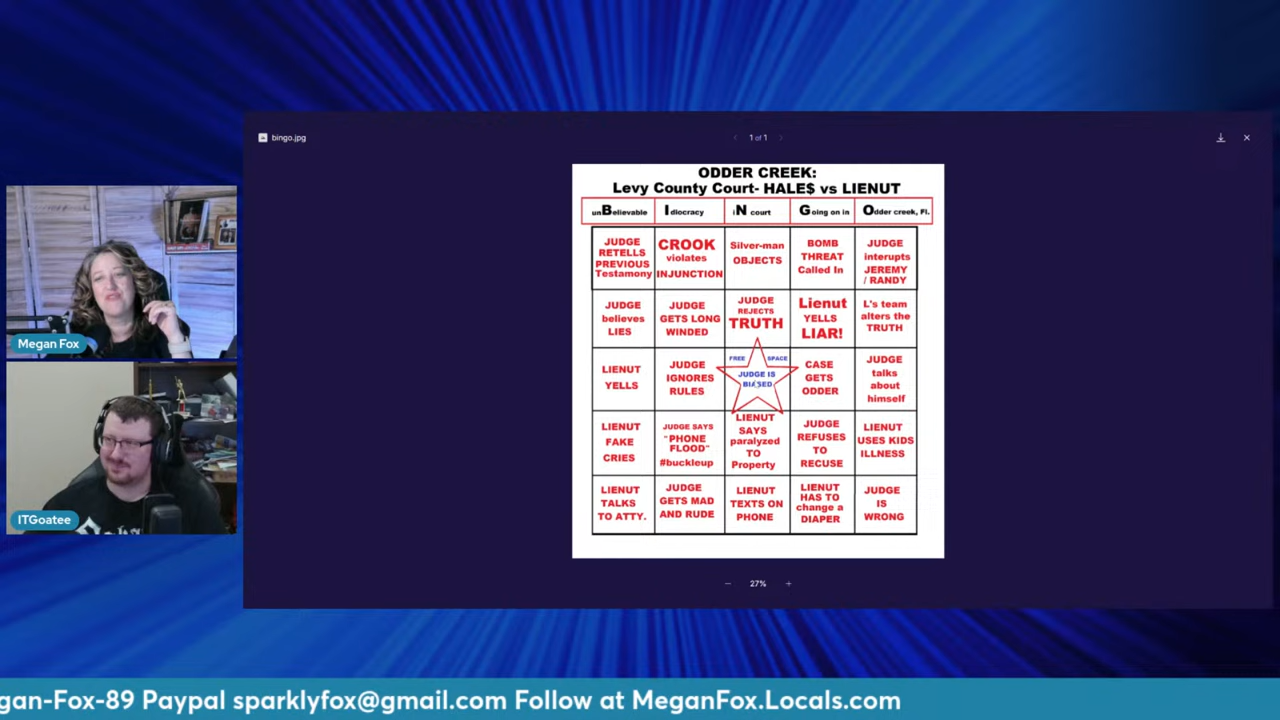 bingo.jpg
1 of 1
ODDER CREEK:
Levy County Court- HALE$ vs LIENUT
unBelievable Idiocracy iN court Going on in Odder creek, Fl.
JUDGE RETELLS PREVIOUS Testamony
CROOK violates INJUNCTION
Silver-man OBJECTS
BOMB THREAT Called In
JUDGE interupts JEREMY / RANDY
JUDGE believes LIES
JUDGE GETS LONG WINDED
JUDGE REJECTS TRUTH
Lienut YELLS LIAR!
L's team alters the TRUTH
LIENUT YELLS
JUDGE IGNORES RULES
FREE SPACE
JUDGE IS BIASED
CASE GETS ODDER
JUDGE talks about himself
LIENUT FAKE CRIES
JUDGE SAYS "PHONE FLOOD" #buckleup
LIENUT SAYS paralyzed TO Property
JUDGE REFUSES TO RECUSE
LIENUT USES KIDS ILLNESS
LIENUT TALKS TO ATTY.
JUDGE GETS MAD AND RUDE
LIENUT TEXTS ON PHONE
LIENUT HAS TO change a DIAPER
JUDGE IS WRONG
27%
Megan Fox
ITGoatee
gan-Fox-89 Paypal sparklyfox@gmail.com Follow at MeganFox.Locals.com